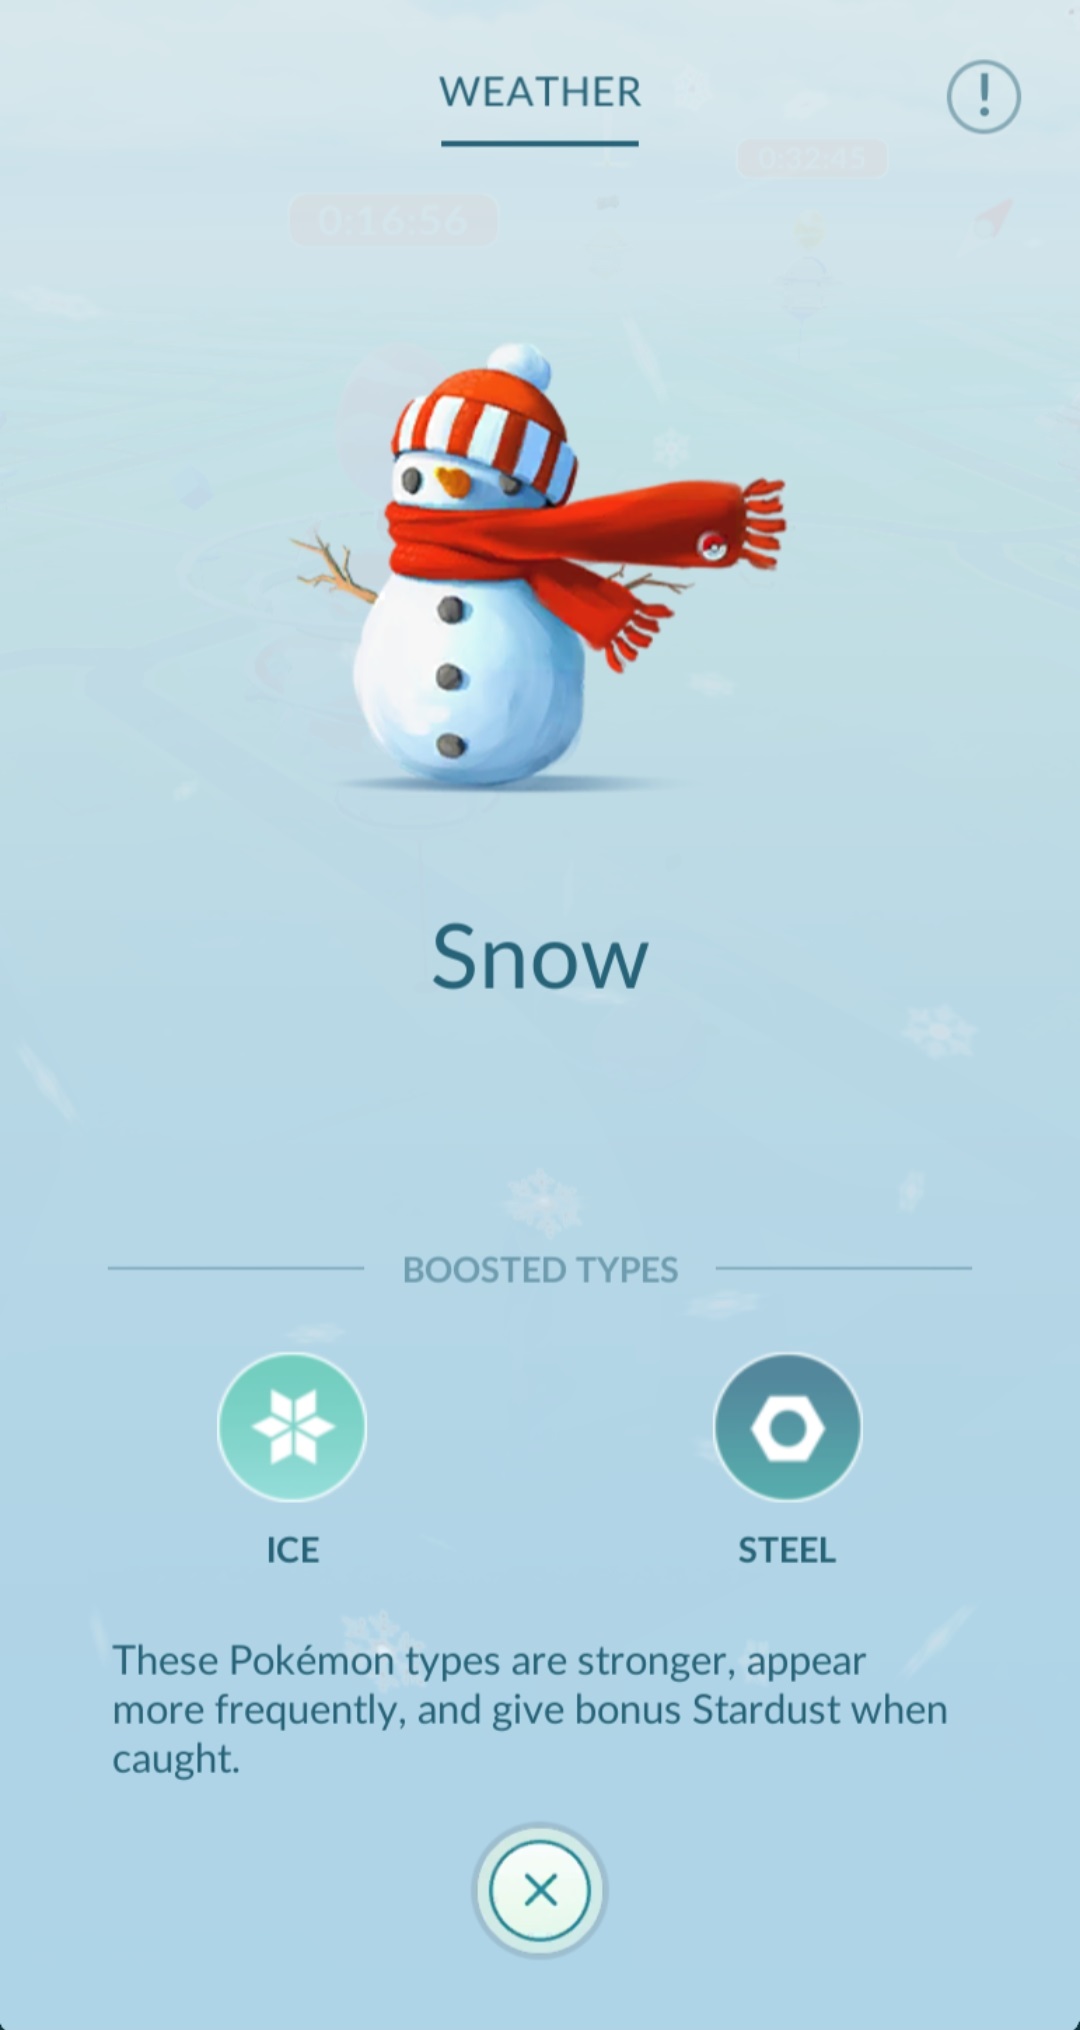 WEATHER
!
0:32:45
0:16:56
Snow
BOOSTED TYPES
ICE
STEEL
These Pokémon types are stronger, appear
more frequently, and give bonus Stardust when
caught.